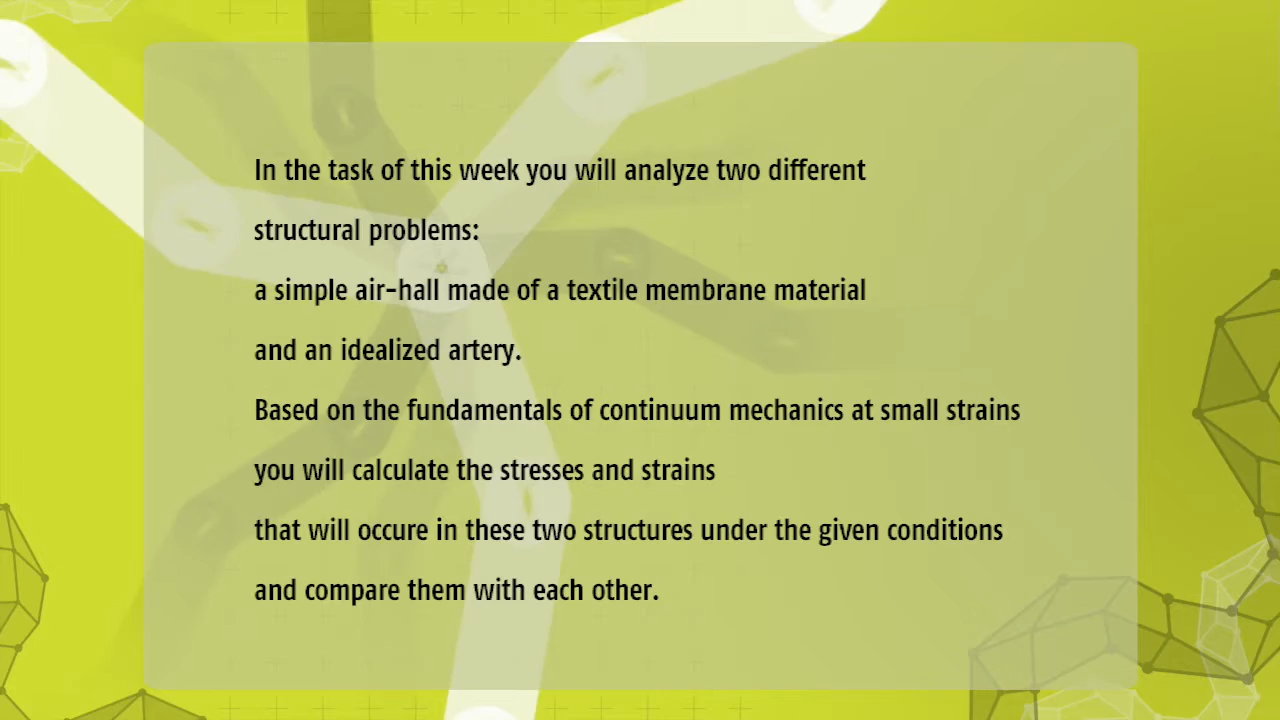 In the task of this week you will analyze two different
structural problems:
a simple air-hall made of a textile membrane material
and an idealized artery.
Based on the fundamentals of continuum mechanics at small strains
you will calculate the stresses and strains
that will occure in these two structures under the given conditions
and compare them with each other.